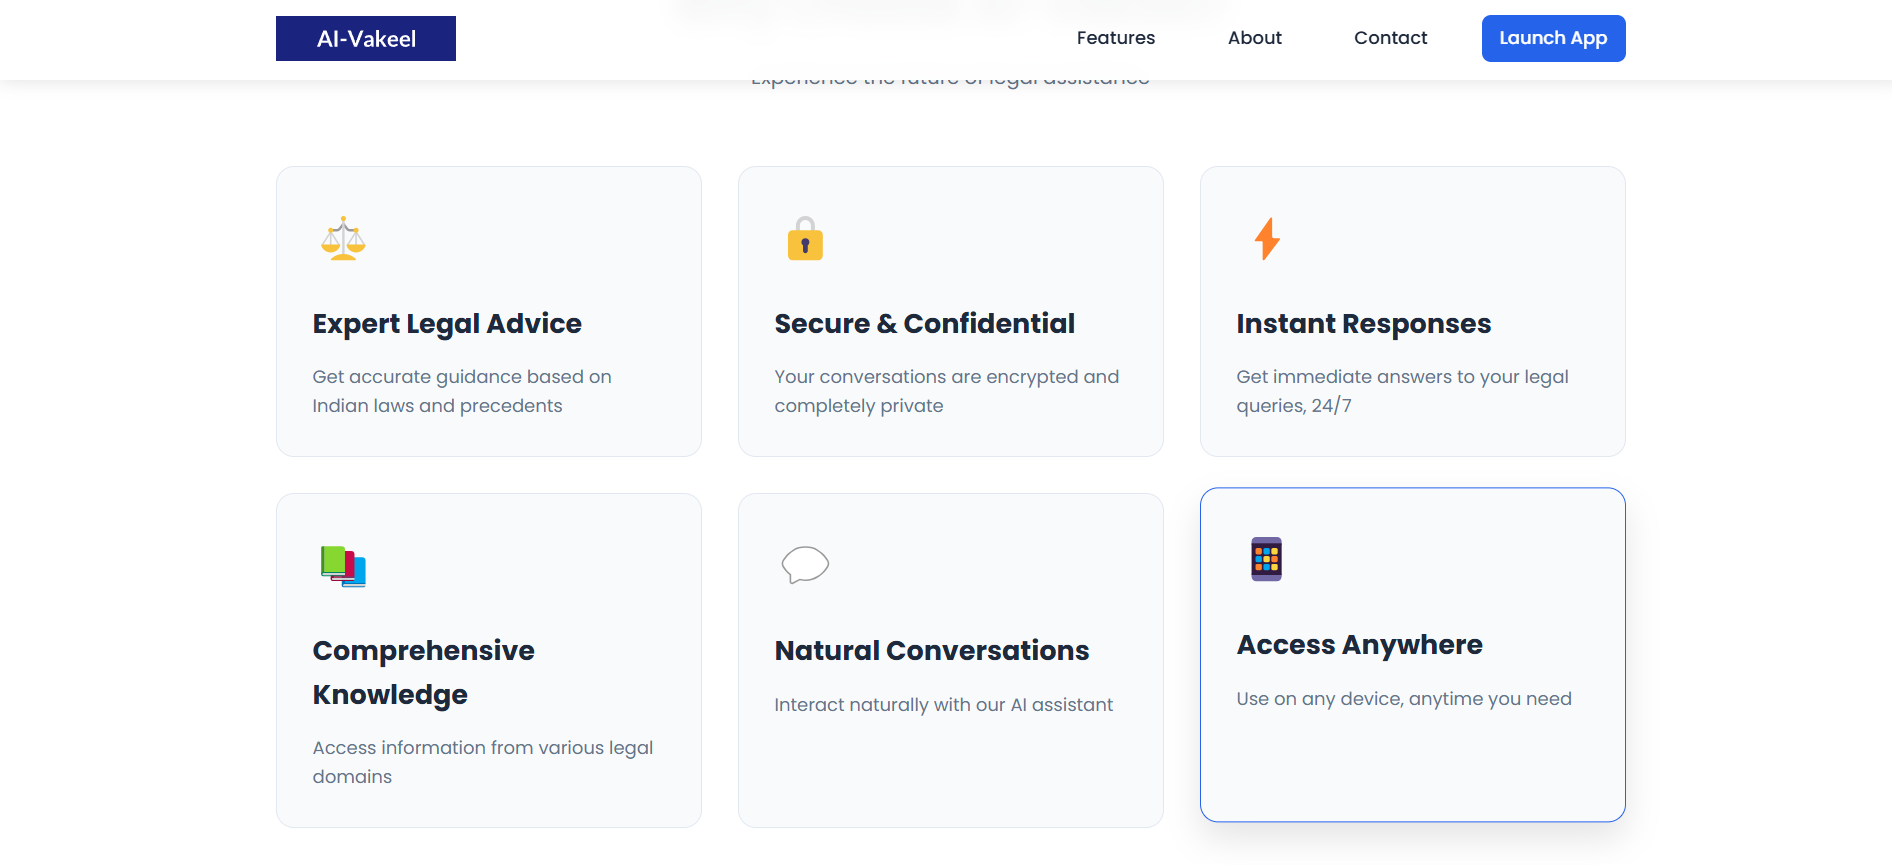 AI-Vakeel
Features
About
Contact
Launch App
Experience the future of legal assistance
Expert Legal Advice
Get accurate guidance based on
Indian laws and precedents
Secure & Confidential
Your conversations are encrypted and
completely private
Instant Responses
Get immediate answers to your legal
queries, 24/7
Comprehensive
Knowledge
Access information from various legal
domains
Natural Conversations
Interact naturally with our AI assistant
Access Anywhere
Use on any device, anytime you need